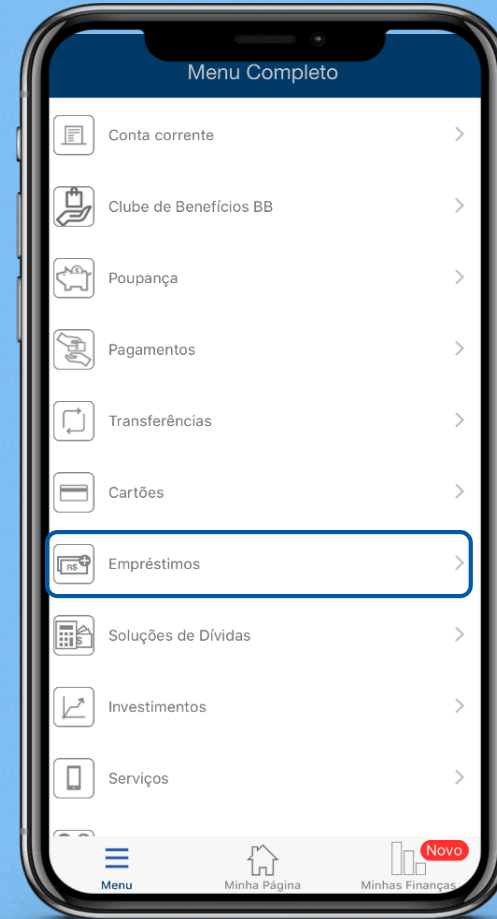 Menu Completo
Conta corrente
Clube de Benefícios BB
Poupança
Pagamentos
Transferências
Cartões
R$
Empréstimos
$
Soluções de Dívidas
Investimentos
Serviços
Novo
Menu
Minha Página
Minhas Finanças